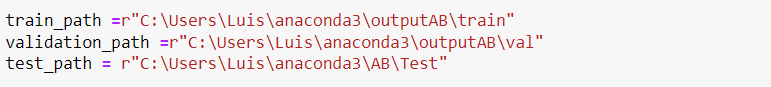 train_path =r"C:\Users\Luis\anaconda3\outputAB\train"
validation_path =r"C:\Users\Luis\anaconda3\outputAB\val"
test_path = r"C:\Users\Luis\anaconda3\AB\Test"